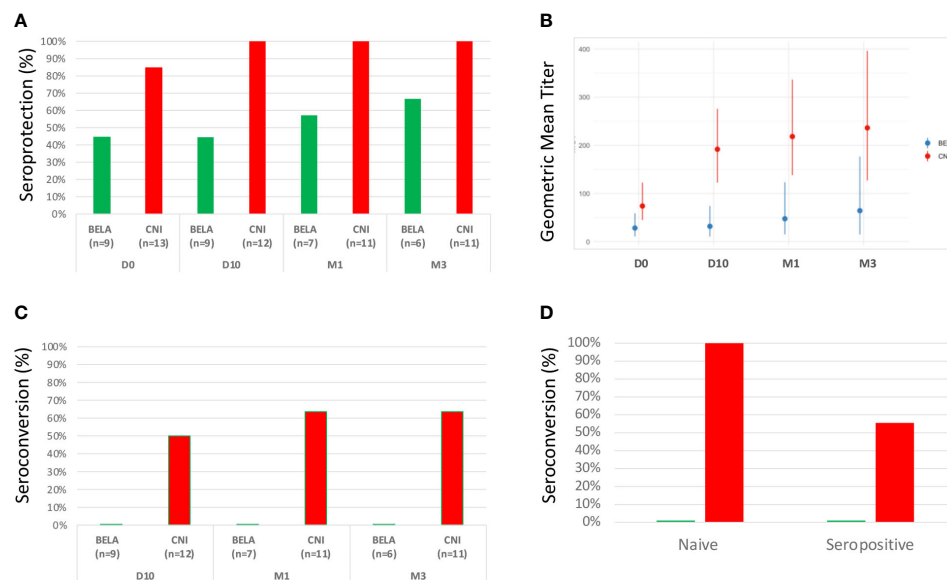 A
Seroprotection (%)
100%
90%
80%
70%
60%
50%
40%
30%
20%
10%
0%
BELA CNI BELA CNI BELA CNI BELA CNI
(n=9) (n=13) (n=9) (n=12) (n=7) (n=11) (n=6) (n=11)
D0 D10 M1 M3
B
Geometric Mean Titer
400
300
200
100
0
D0 D10 M1 M3
BE
CN
C
Seroconversion (%)
100%
90%
80%
70%
60%
50%
40%
30%
20%
10%
0%
BELA CNI BELA CNI BELA CNI
(n=9) (n=12) (n=7) (n=11) (n=6) (n=11)
D10 M1 M3
D
Seroconversion (%)
100%
90%
80%
70%
60%
50%
40%
30%
20%
10%
0%
Naive Seropositive